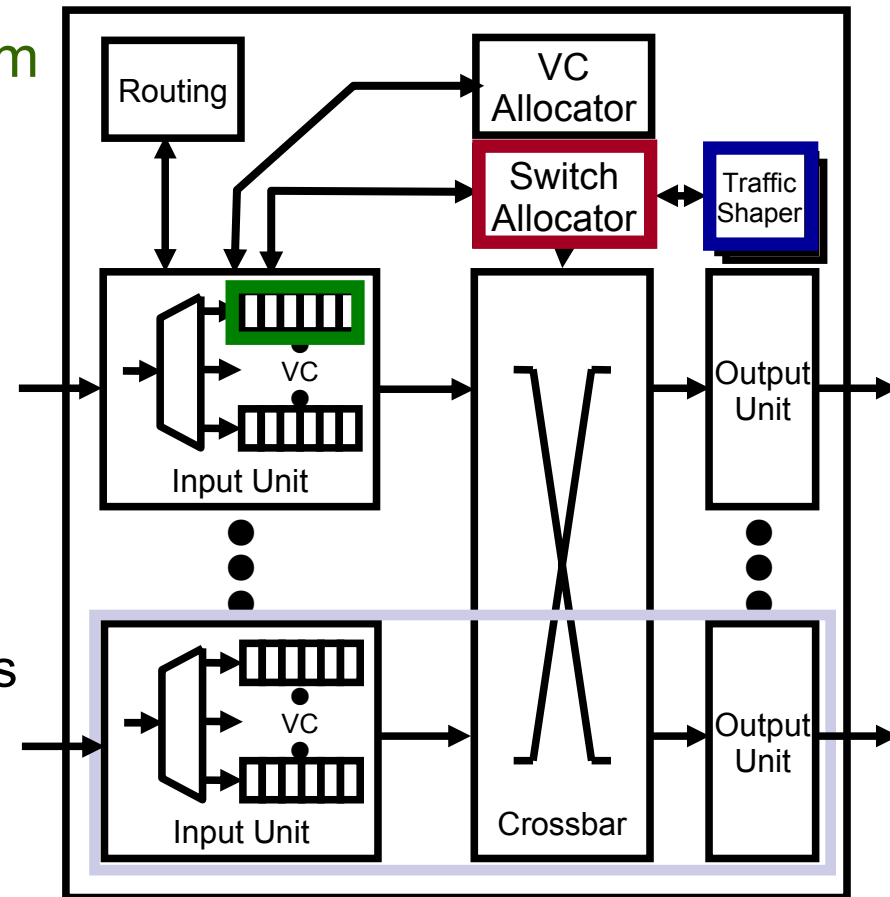 m
Routing
VC
Allocator
Switch
Allocator
Traffic
Shaper
VC
Input Unit
Output
Unit
s
VC
Input Unit
Crossbar
Output
Unit